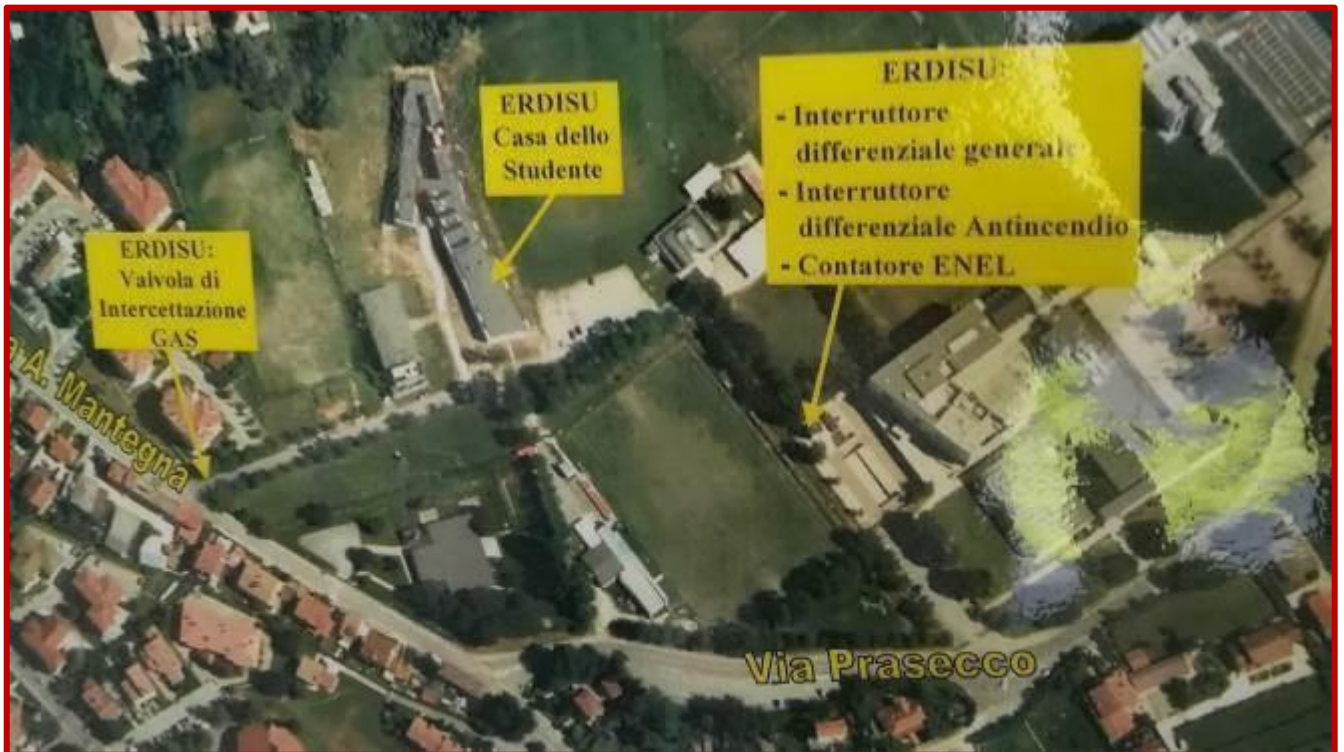 ERDISU
Casa dello
Studente
ERDISU:
- Interruttore
differenziale generale
- Interruttore
differenziale Antincendio
- Contatore ENEL
ERDISU:
Valvola di
Intercettazione
GAS
A. Mantegna
Via Prasecco